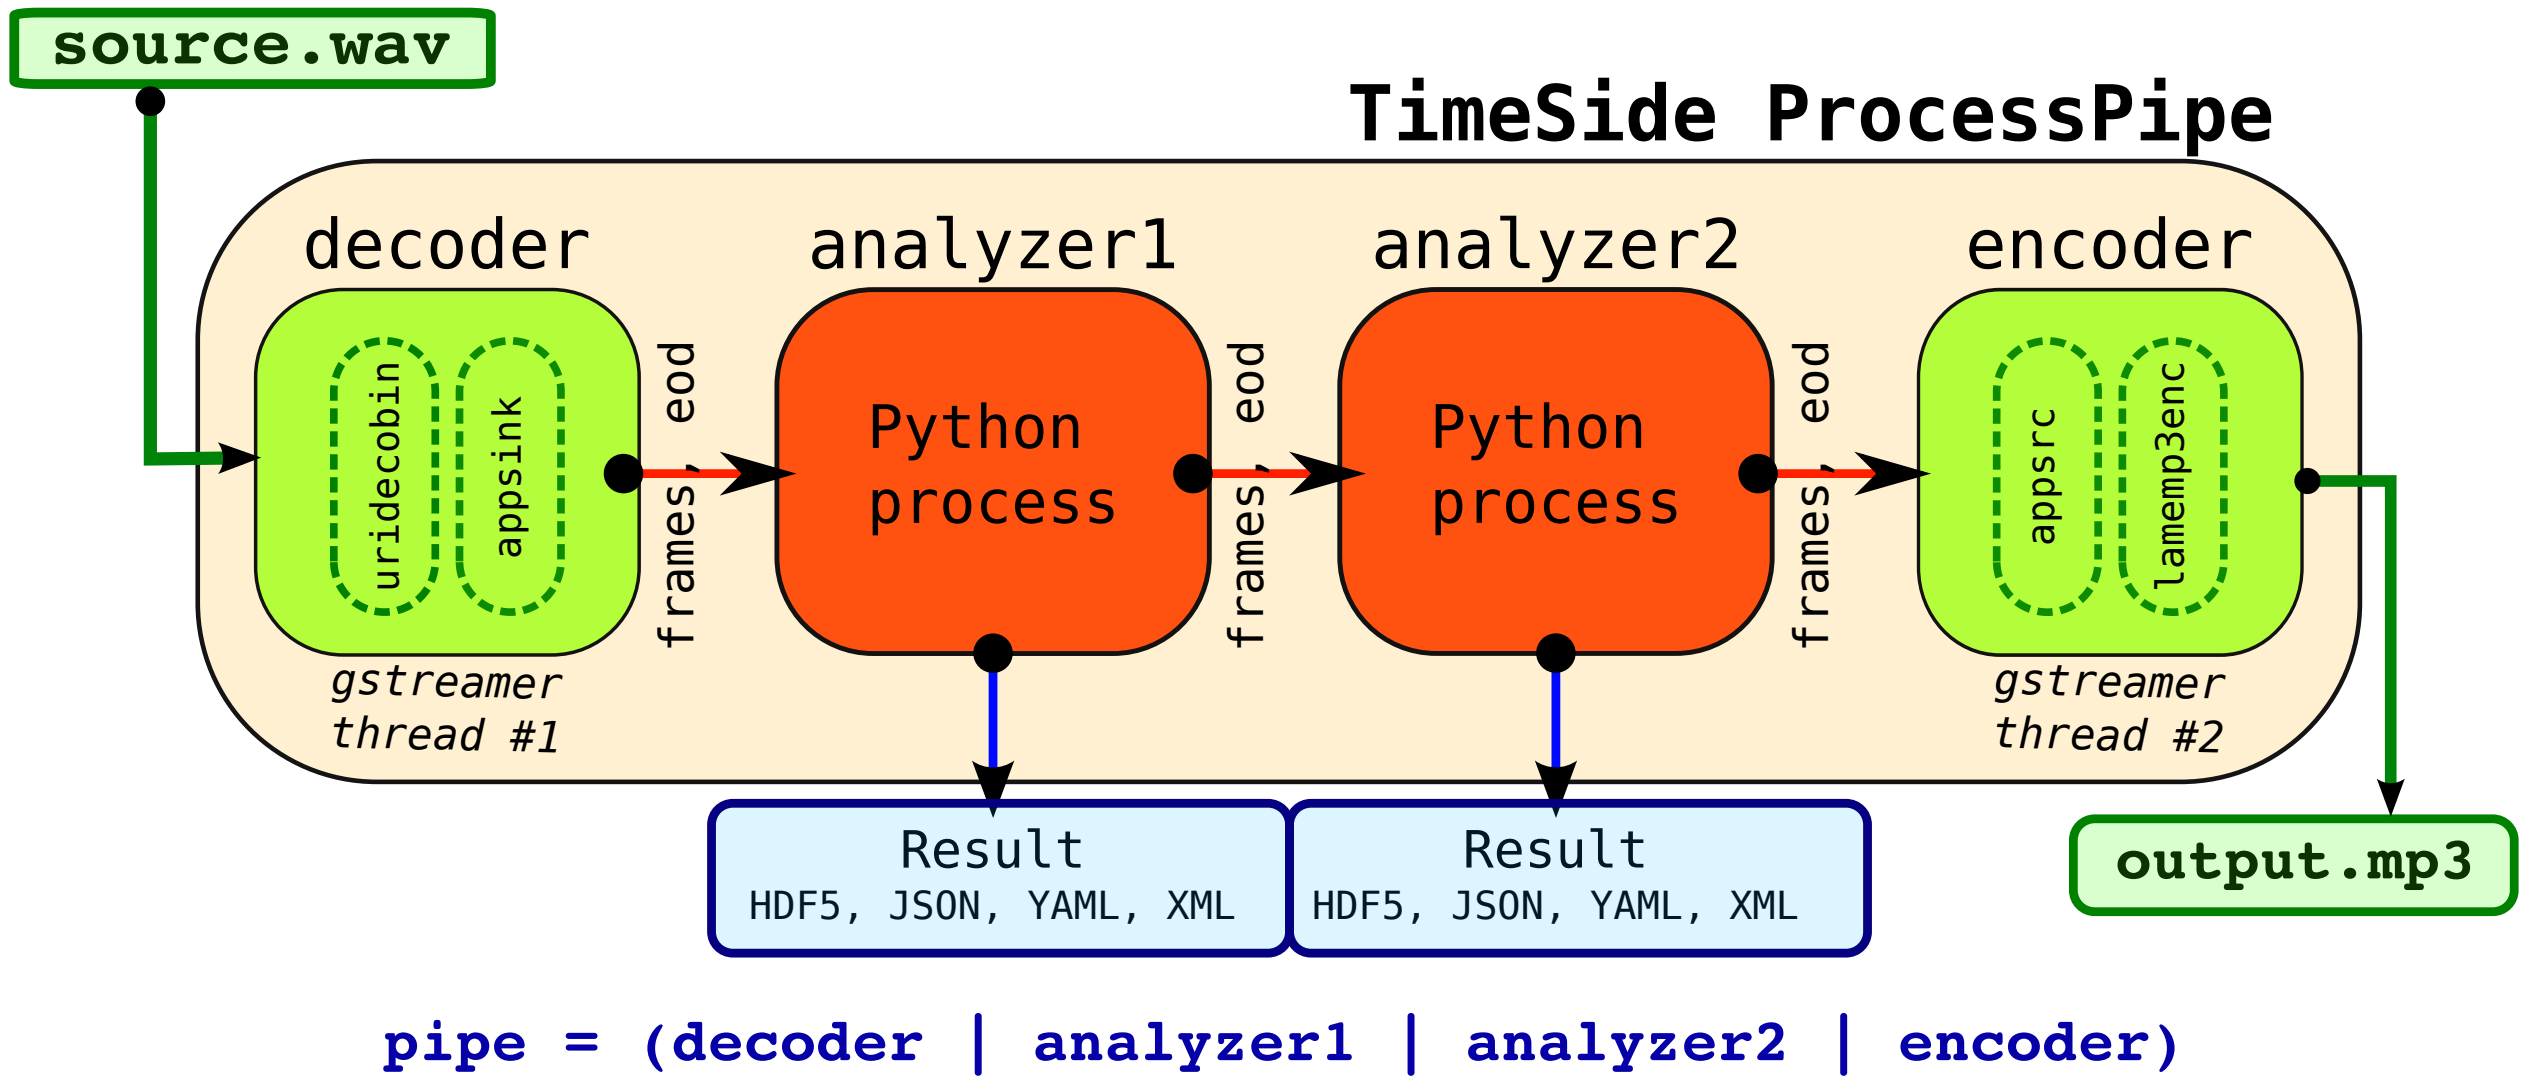 source.wav
TimeSide ProcessPipe
decoder
analyzer1
analyzer2
encoder
uridecobin
appsink
frames, eod
Python
process
frames, eod
Python
process
frames, eod
appsrc
lamemp3enc
gstreamer
thread #1
gstreamer
thread #2
Result
HDF5, JSON, YAML, XML
Result
HDF5, JSON, YAML, XML
output.mp3
pipe = (decoder | analyzer1 | analyzer2 | encoder)